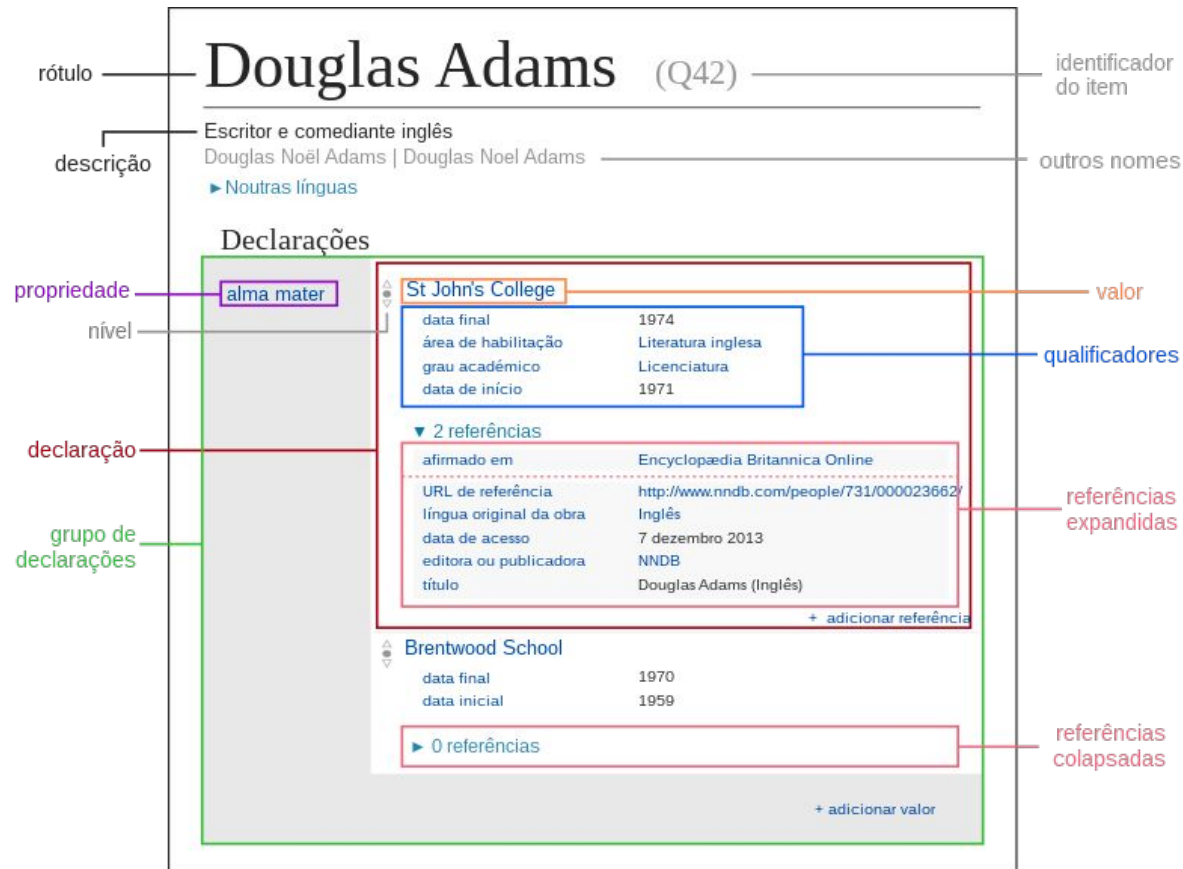 rótulo
Douglas Adams (Q42)
identificador
do item
descrição
Escritor e comediante inglês
Douglas Noël Adams | Douglas Noel Adams
outros nomes
►Noutras línguas
Declarações
propriedade
alma mater
nível
St John's College
valor
data final 1974
área de habilitação Literatura inglesa
grau académico Licenciatura
data de início 1971
qualificadores
declaração
▼ 2 referências
afirmado em Encyclopædia Britannica Online
URL de referência http://www.nndb.com/people/731/000023662/
língua original da obra Inglês
data de acesso 7 dezembro 2013
editora ou publicadora NNDB
título Douglas Adams (Inglês)
referências
expandidas
grupo de
declarações
+ adicionar referência
Brentwood School
data final 1970
data inicial 1959
► 0 referências
referências
colapsadas
+ adicionar valor